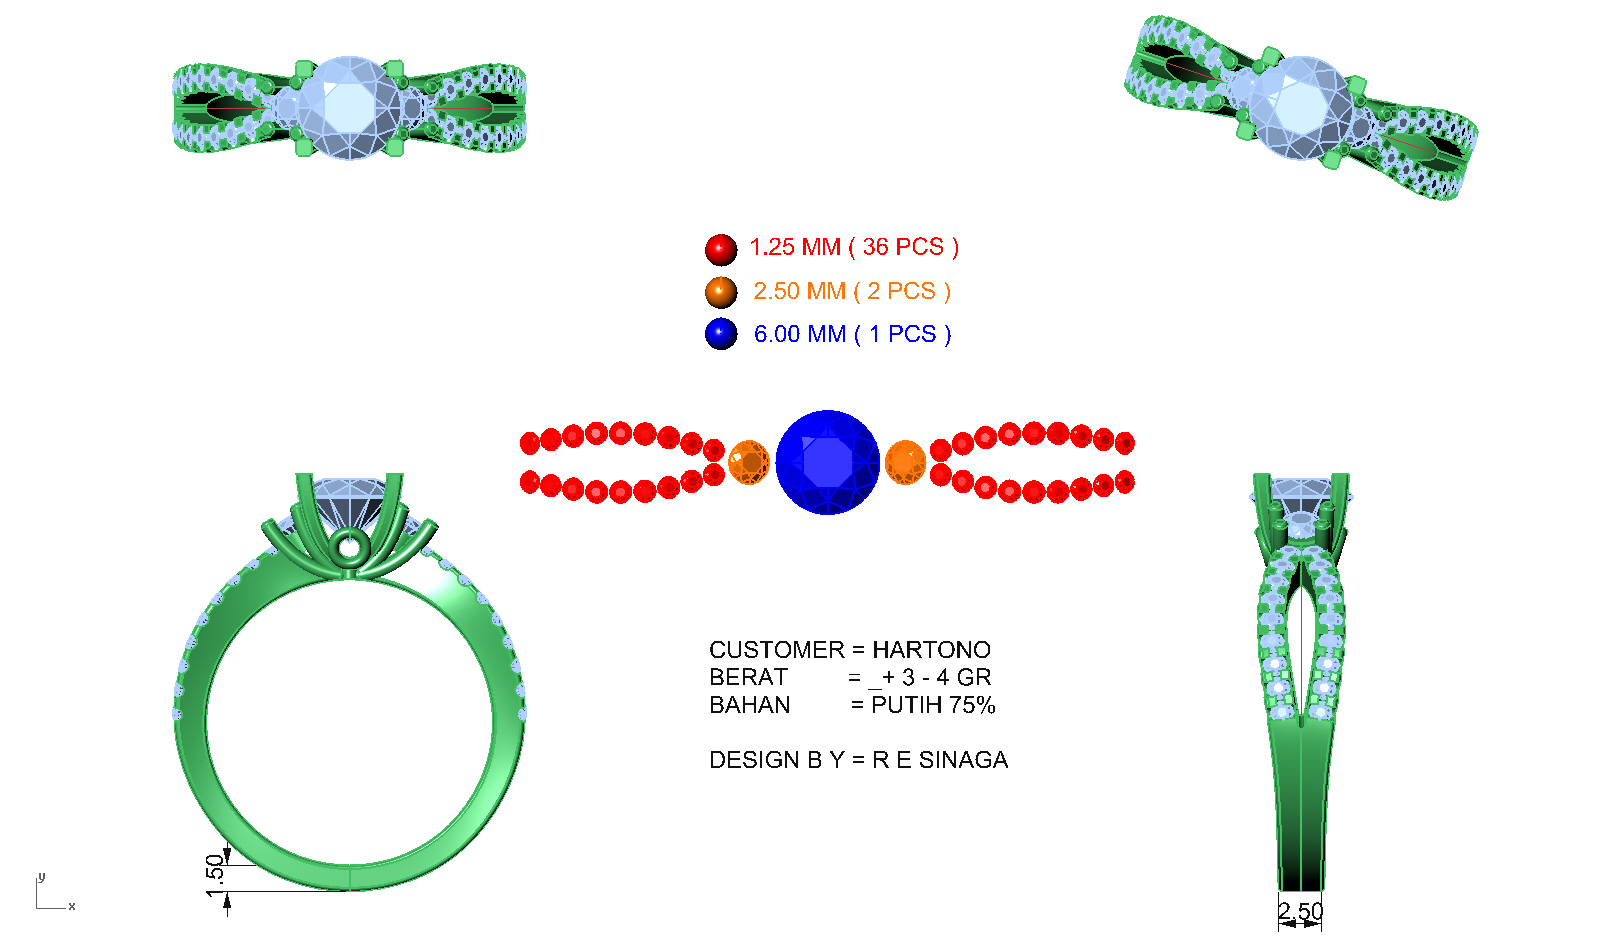 1.25 MM ( 36 PCS )
2.50 MM ( 2 PCS )
6.00 MM ( 1 PCS )
CUSTOMER = HARTONO
BERAT = _+ 3 - 4 GR
BAHAN = PUTIH 75%
DESIGN B Y = R E SINAGA
1.50
2.50
y
x